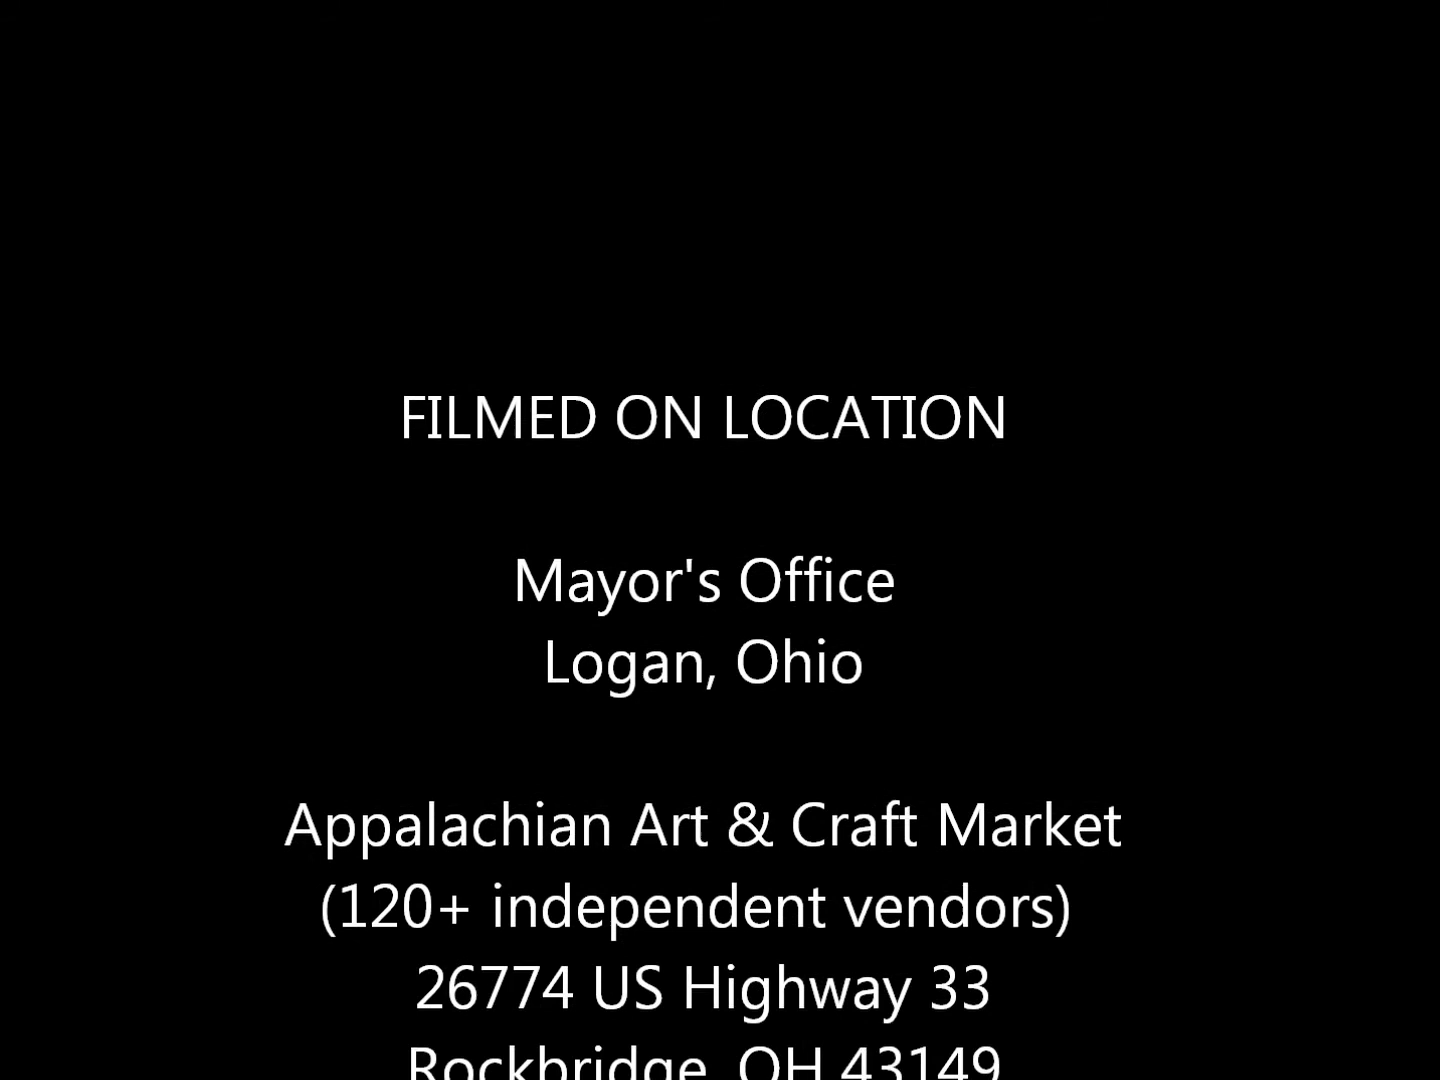 FILMED ON LOCATION
Mayor's Office
Logan, Ohio
Appalachian Art & Craft Market
(120+ independent vendors)
26774 US Highway 33
Rockbridge, OH 43149